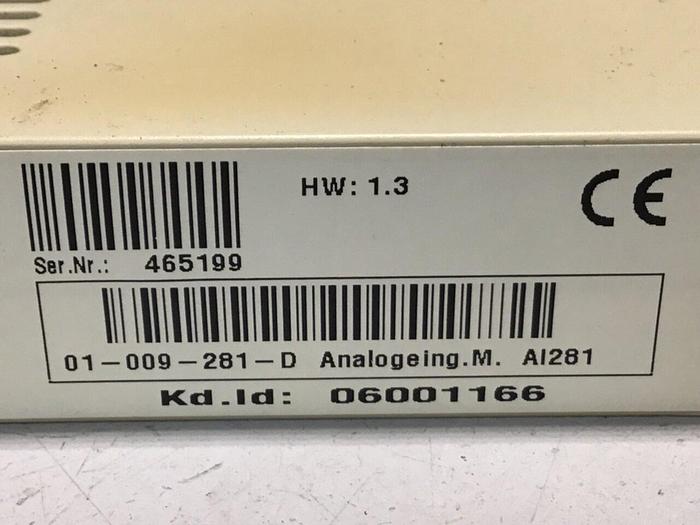 HW: 1.3
CE
Ser.Nr.: 465199
01-009-281-D Analogeing.M. AI281
Kd.Id: 06001166